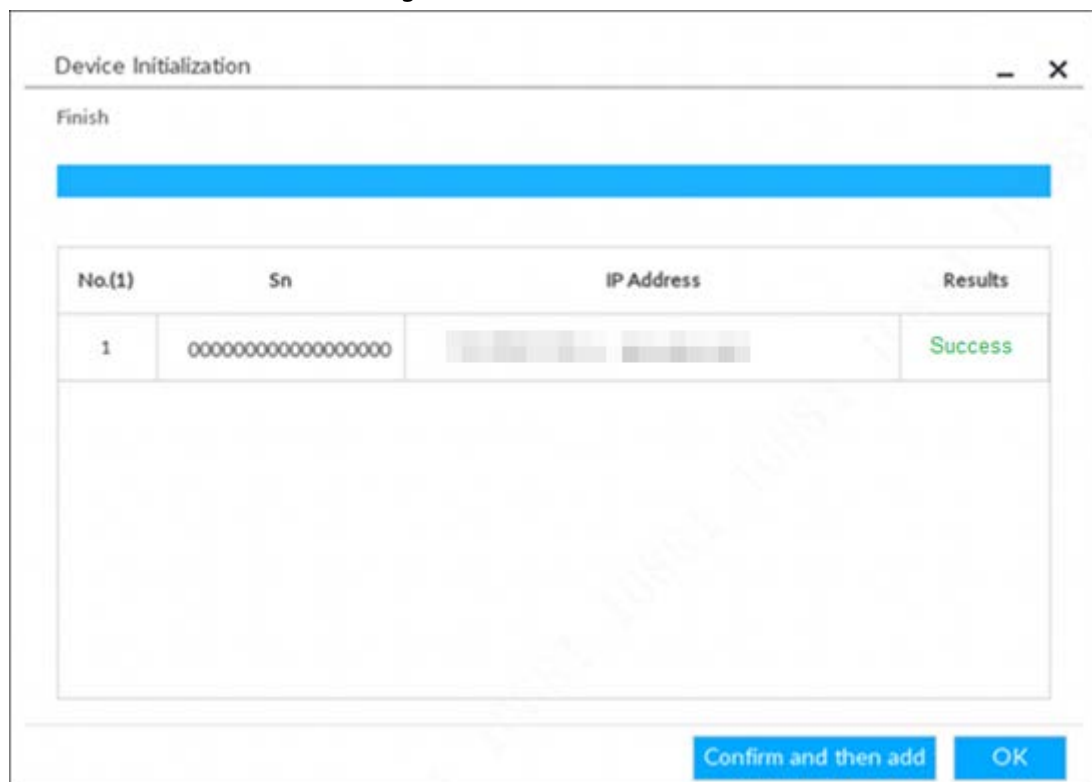 Device Initialization
Finish
No.(1) Sn IP Address Results
1 000000000000000000 Success
Confirm and then add OK